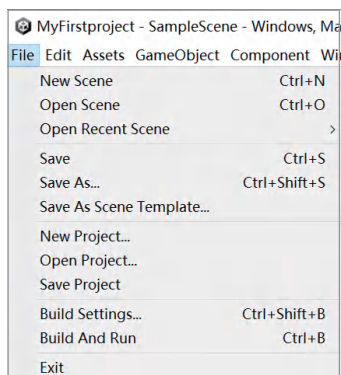 MyFirstproject - SampleScene - Windows, Ma
File Edit Assets GameObject Component Wi
New Scene Ctrl+N
Open Scene Ctrl+O
Open Recent Scene >
Save Ctrl+S
Save As... Ctrl+Shift+S
Save As Scene Template...
New Project...
Open Project...
Save Project
Build Settings... Ctrl+Shift+B
Build And Run Ctrl+B
Exit